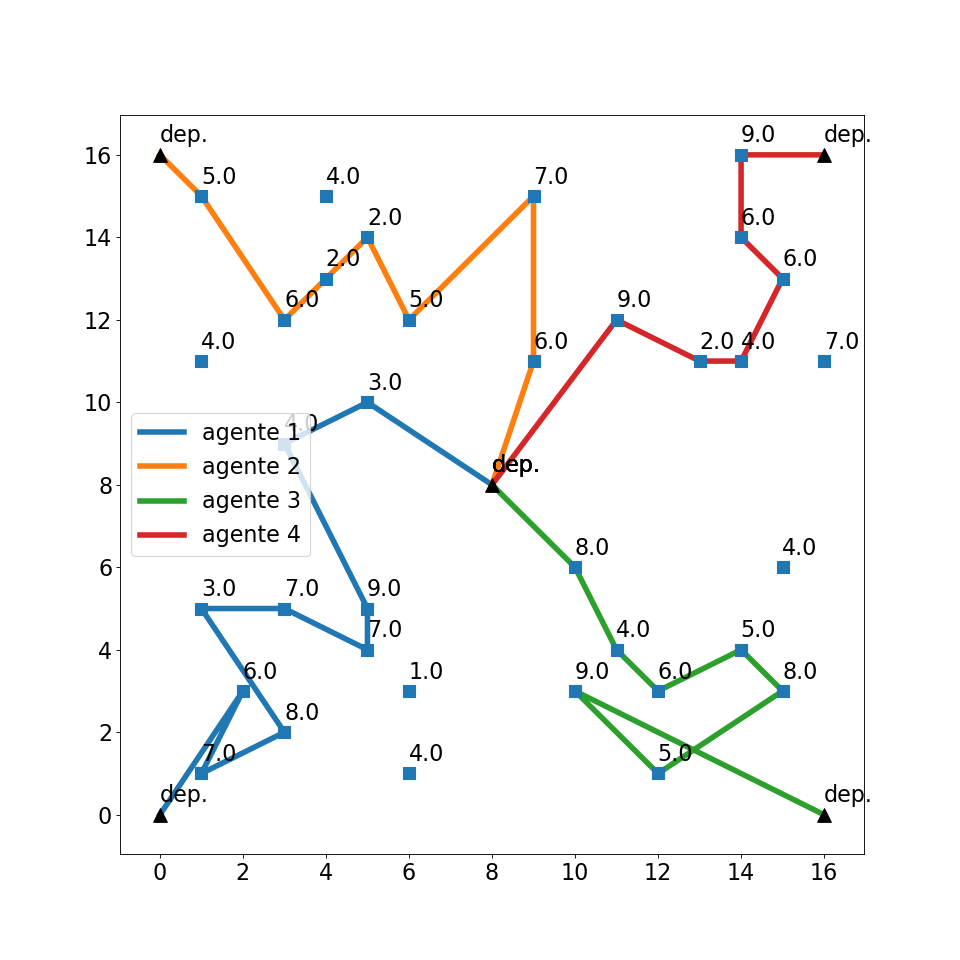 9.0
dep. dep.
16
5.0 4.0 7.0
14 2.0 6.0
2.0 6.0
12 6.0 5.0 9.0
4.0 6.0 2.0 4.0 7.0
10 3.0
4.0
agente 1
agente 2
agente 3
agente 4
8 dep.
dep.
6 8.0 4.0
3.0 7.0 9.0
4 7.0 4.0 5.0
6.0 1.0 9.0 6.0 8.0
2 8.0
7.0 4.0 5.0
0 dep. dep.
0 2 4 6 8 10 12 14 16